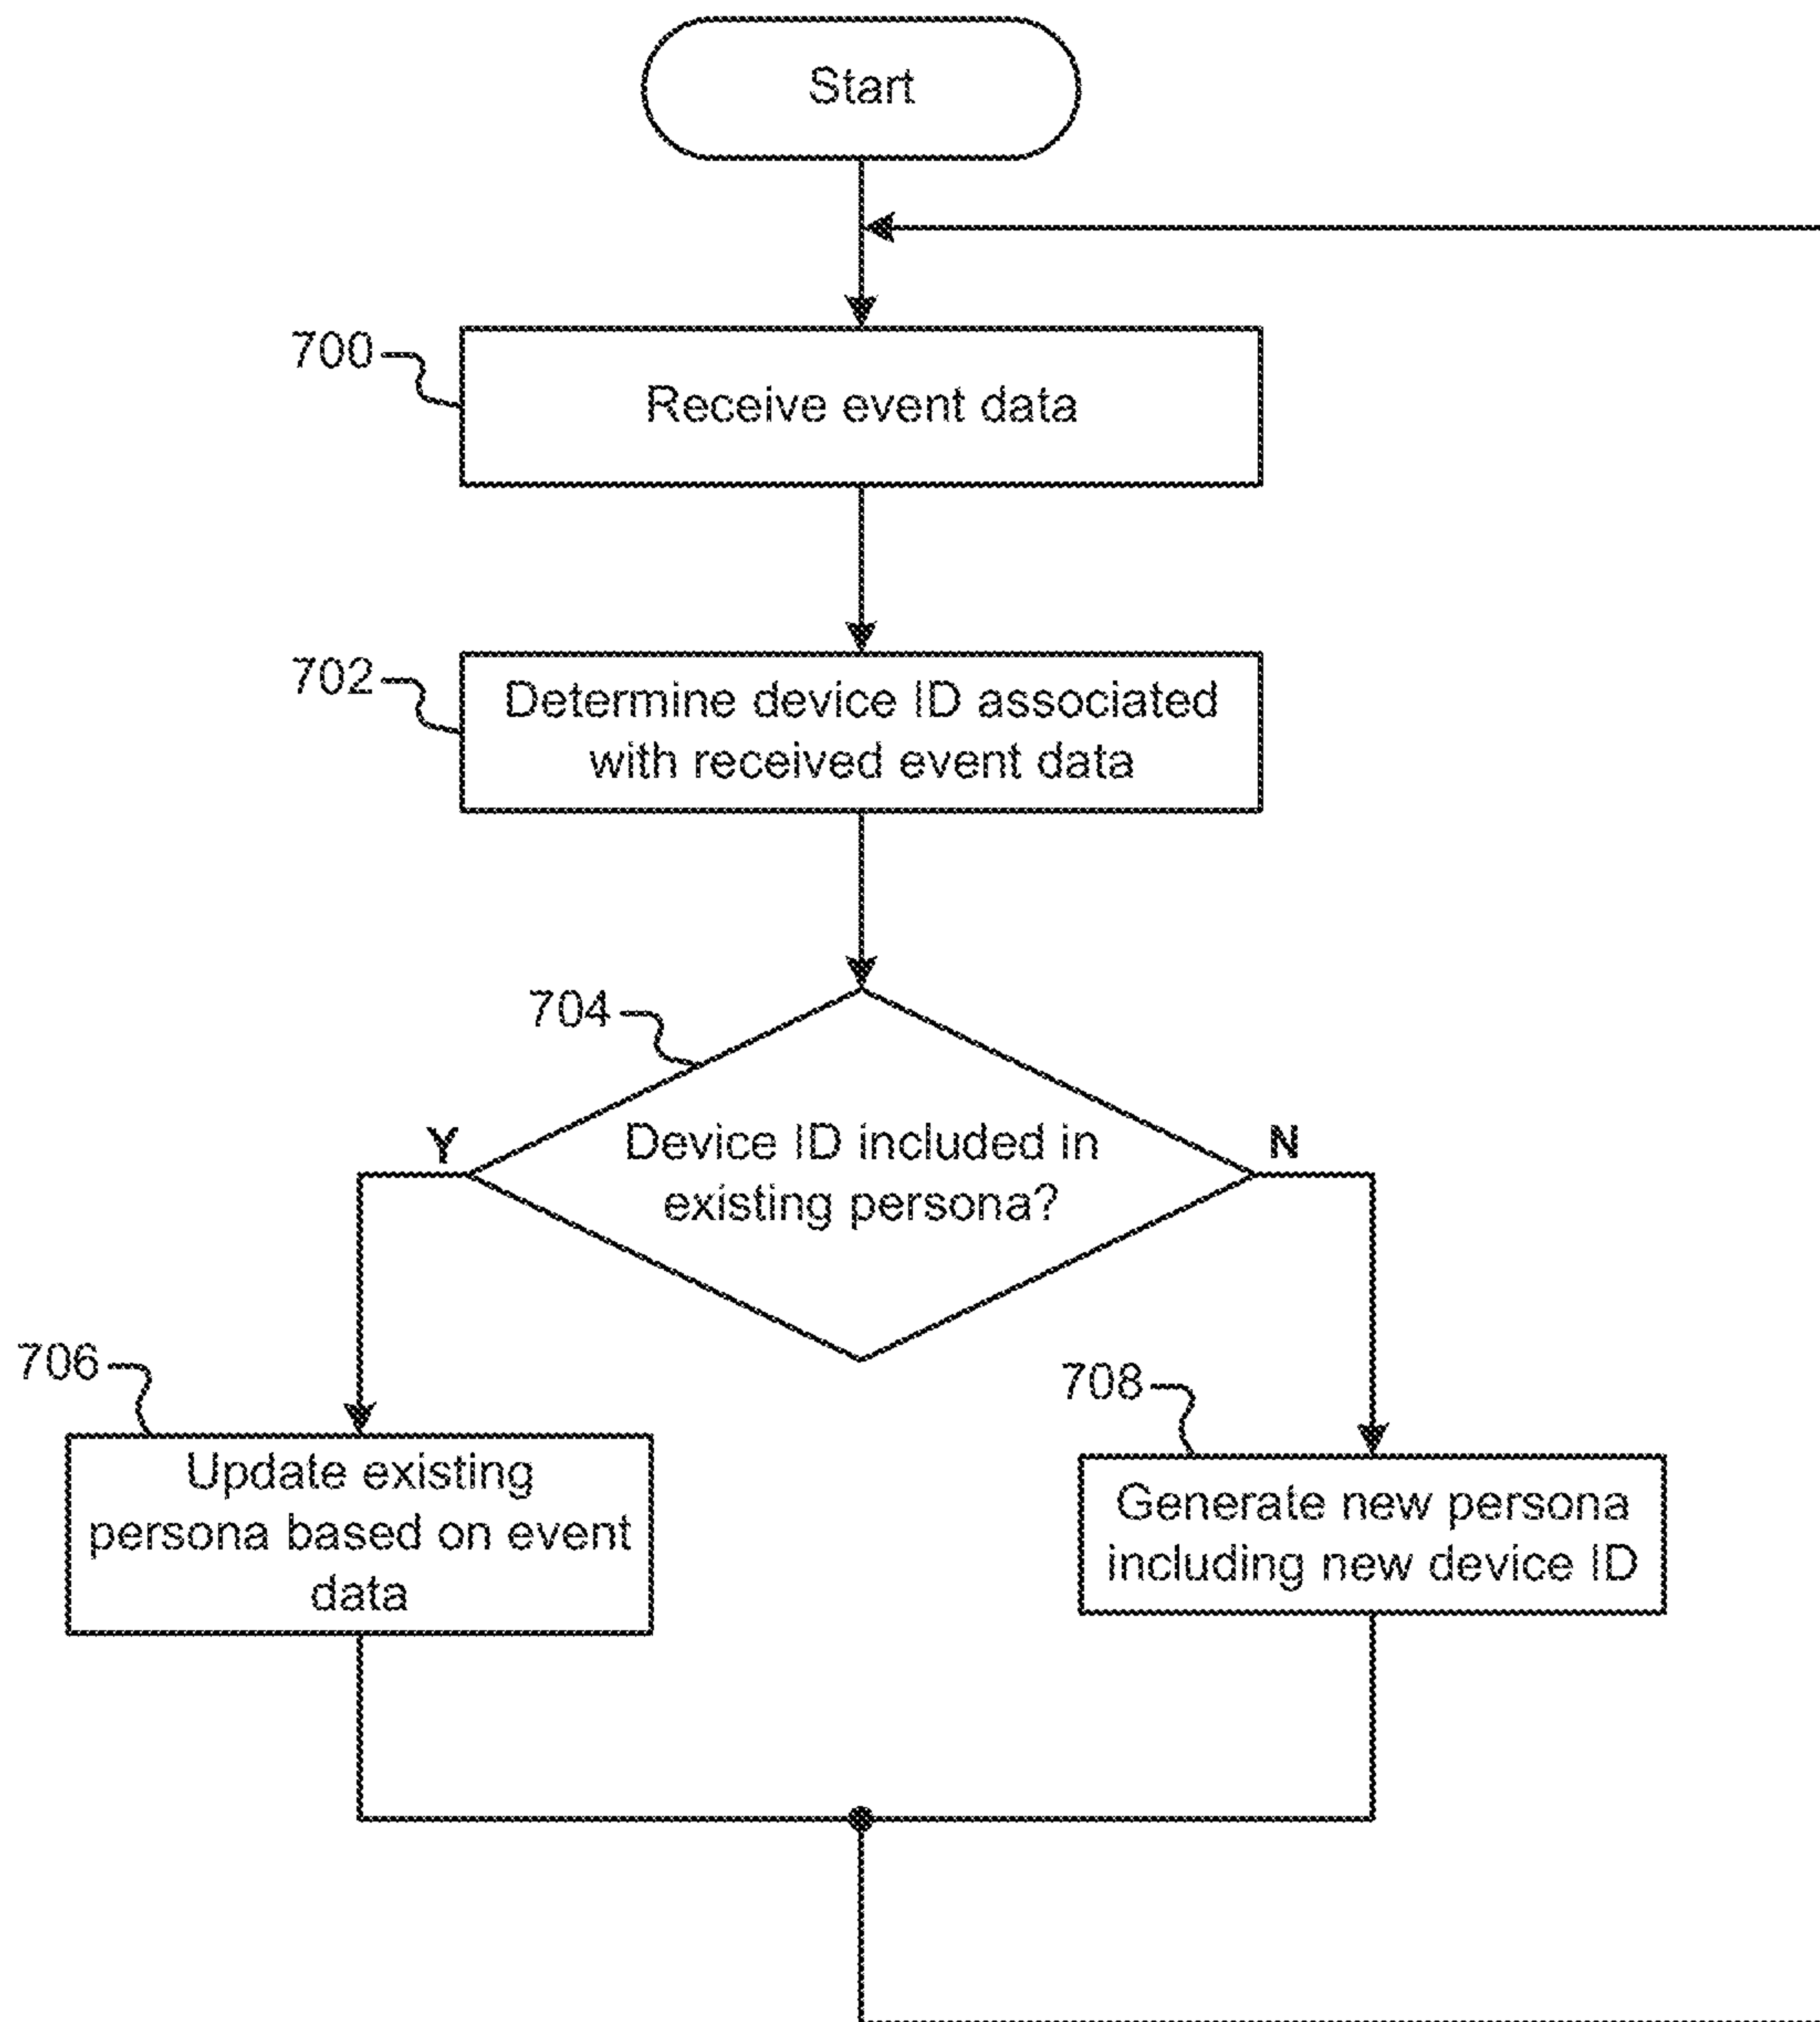 Start
700
Receive event data
702
Determine device ID associated
with received event data
704
Y
Device ID included in
existing persona?
N
706
Update existing
persona based on event
data
708
Generate new persona
including new device ID